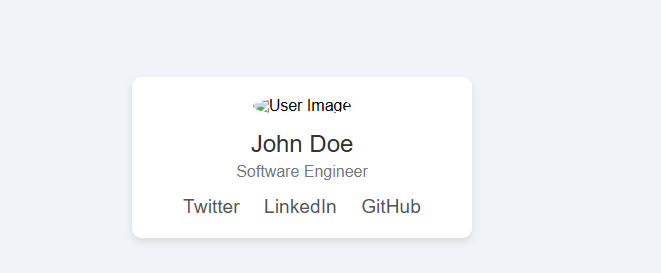 User Image
John Doe
Software Engineer
Twitter LinkedIn GitHub